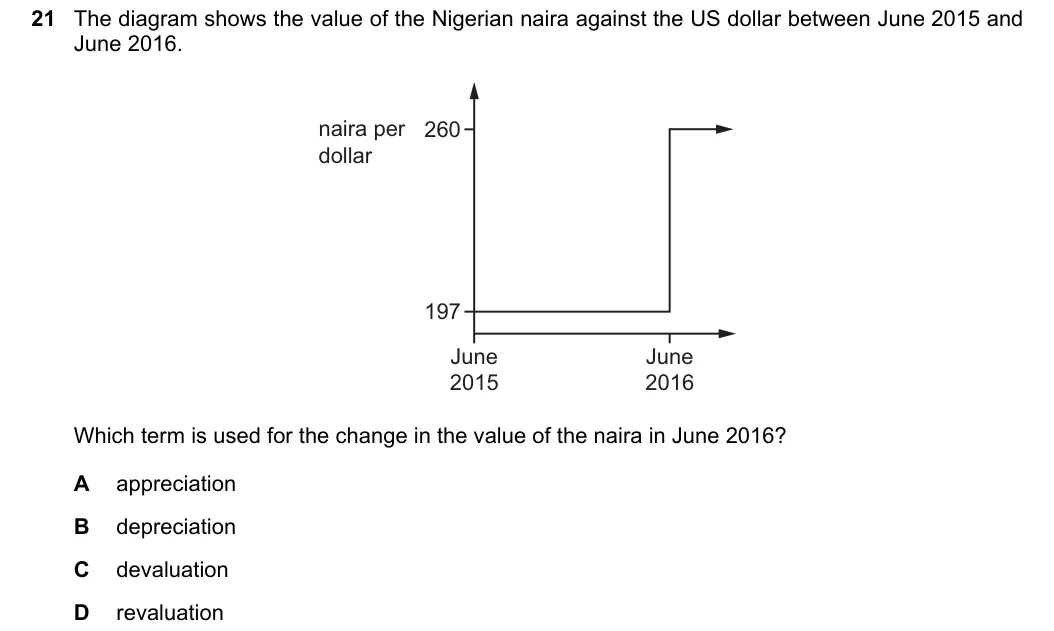 21 The diagram shows the value of the Nigerian naira against the US dollar between June 2015 and
June 2016.
naira per 260
dollar
197
June June
2015 2016
Which term is used for the change in the value of the naira in June 2016?
A appreciation
B depreciation
C devaluation
D revaluation